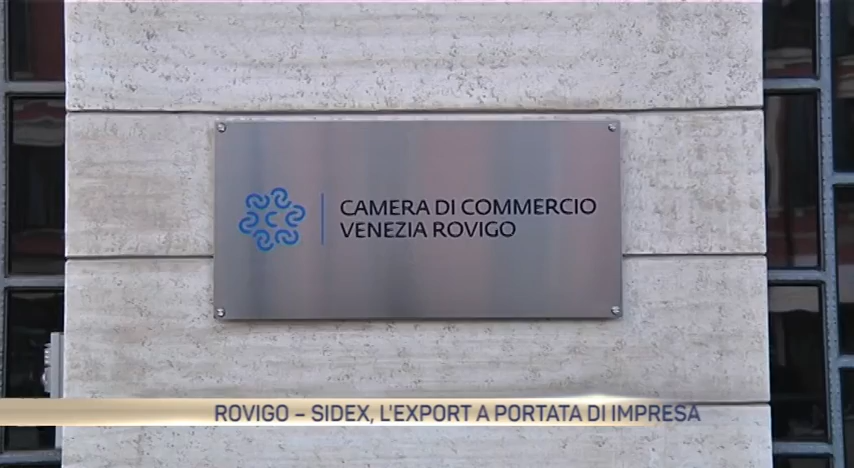 CAMERA DI COMMERCIO
VENEZIA ROVIGO
ROVIGO – SIDEX, L'EXPORT A PORTATA DI IMPRESA